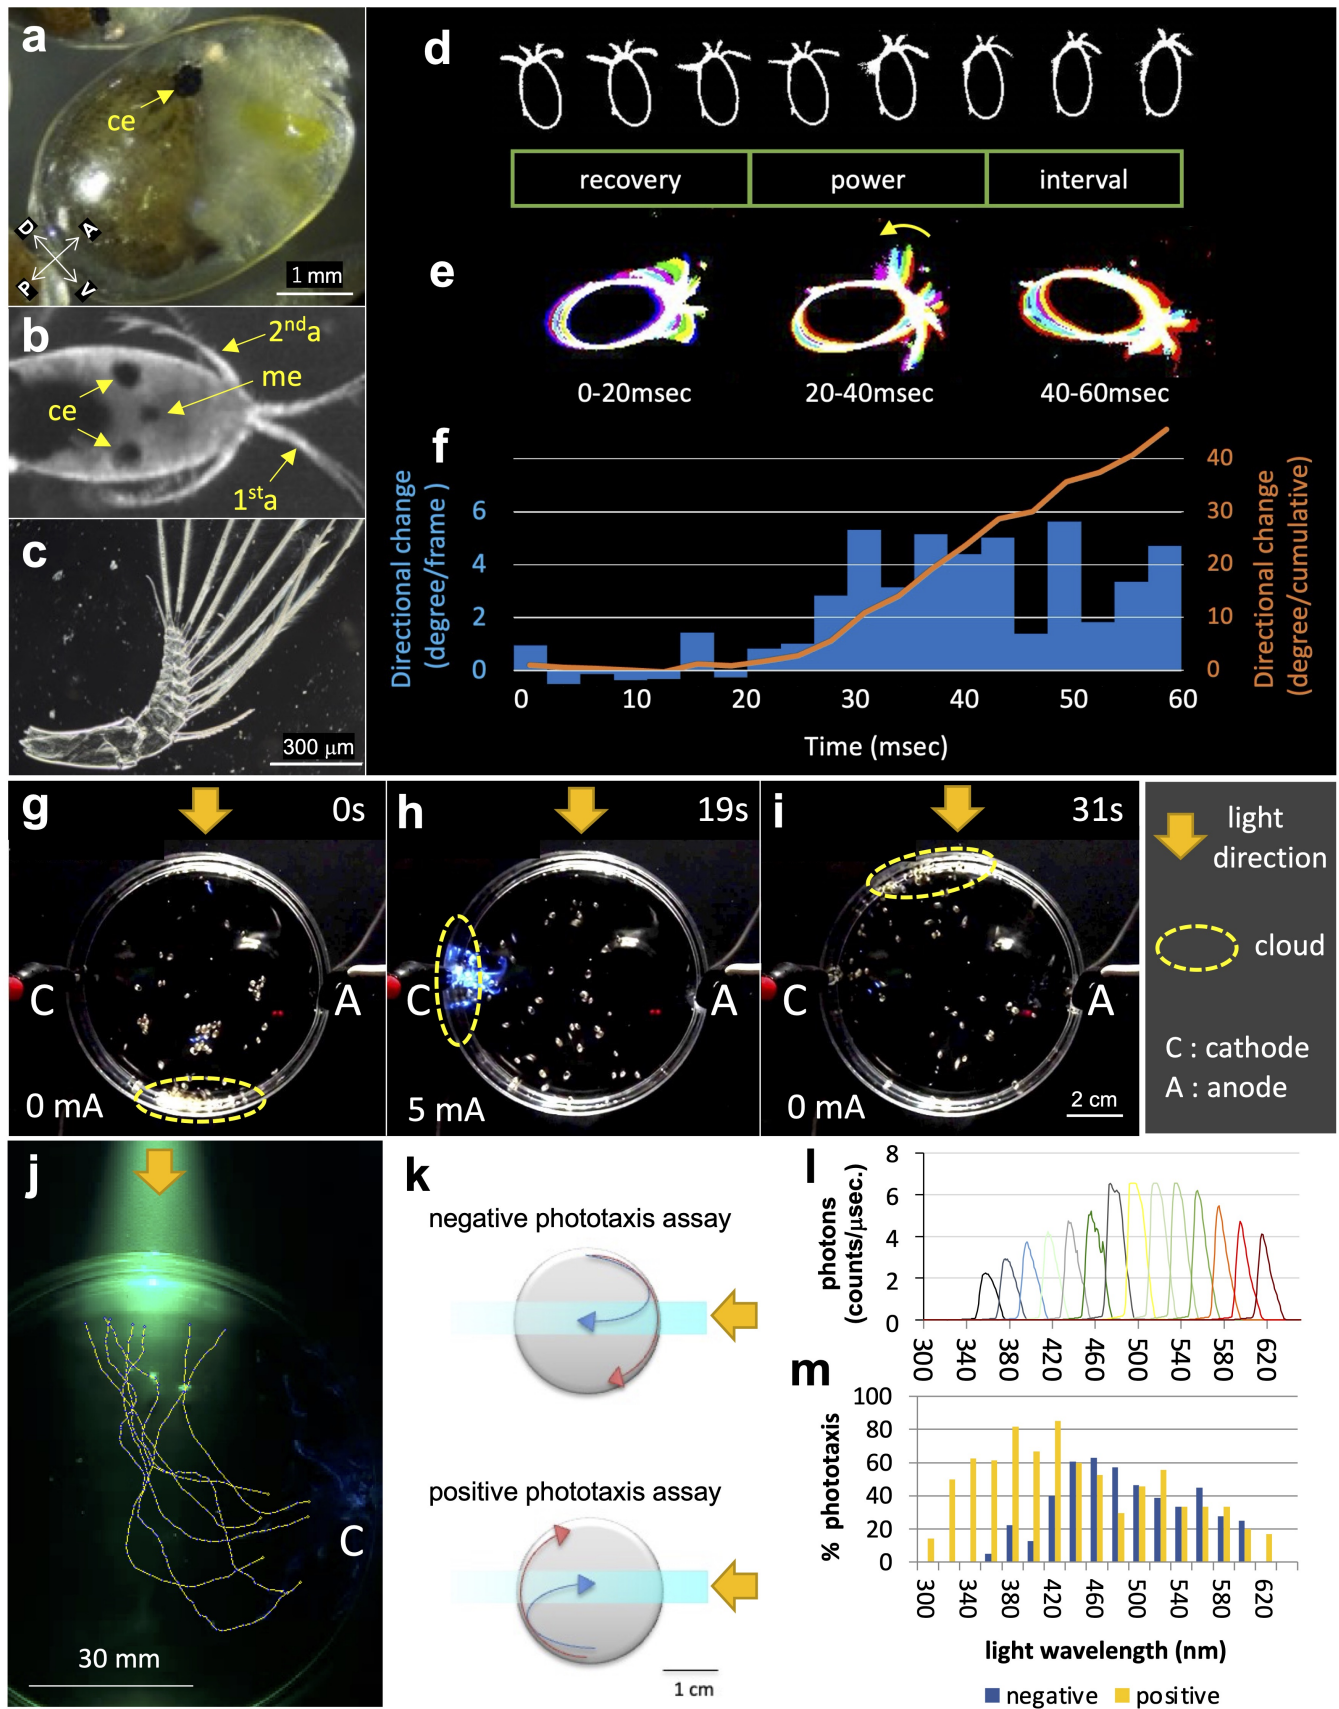 a
ce
D
A
P
V
1 mm
b
2nda
me
ce
1sta
c
300 µm
d
recovery
power
interval
e
0-20msec
20-40msec
40-60msec
f
Directional change
(degree/frame )
6
4
2
0
40
30
20
10
0
Directional change
(degree/cumulative)
0
10
20
30
40
50
60
Time (msec)
g
0s
C
A
0 mA
h
19s
C
A
5 mA
i
31s
C
A
0 mA
2 cm
light
direction
cloud
C : cathode
A : anode
j
C
30 mm
k
negative phototaxis assay
positive phototaxis assay
1 cm
l
photons
(counts/µsec.)
8
6
4
2
0
300
340
380
420
460
500
540
580
620
m
% phototaxis
100
80
60
40
20
0
300
340
380
420
460
500
540
580
620
light wavelength (nm)
negative
positive